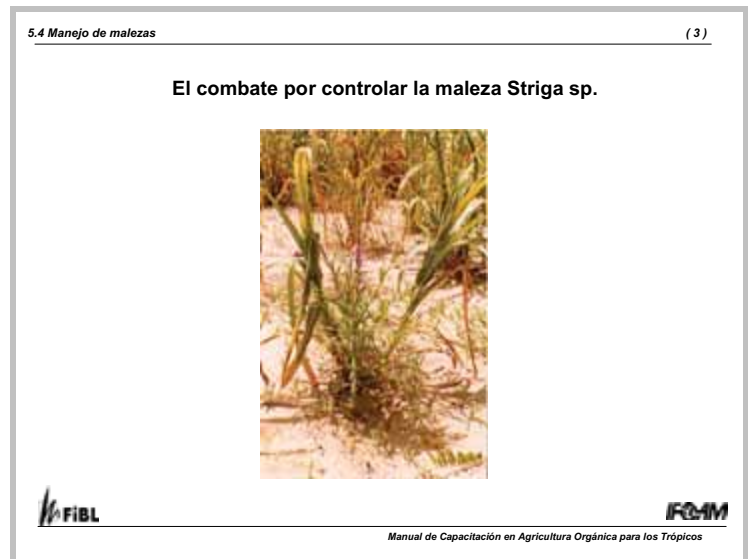 5.4 Manejo de malezas ( 3 )
El combate por controlar la maleza Striga sp.
FiBL
IFOAM
Manual de Capacitación en Agricultura Orgánica para los Trópicos